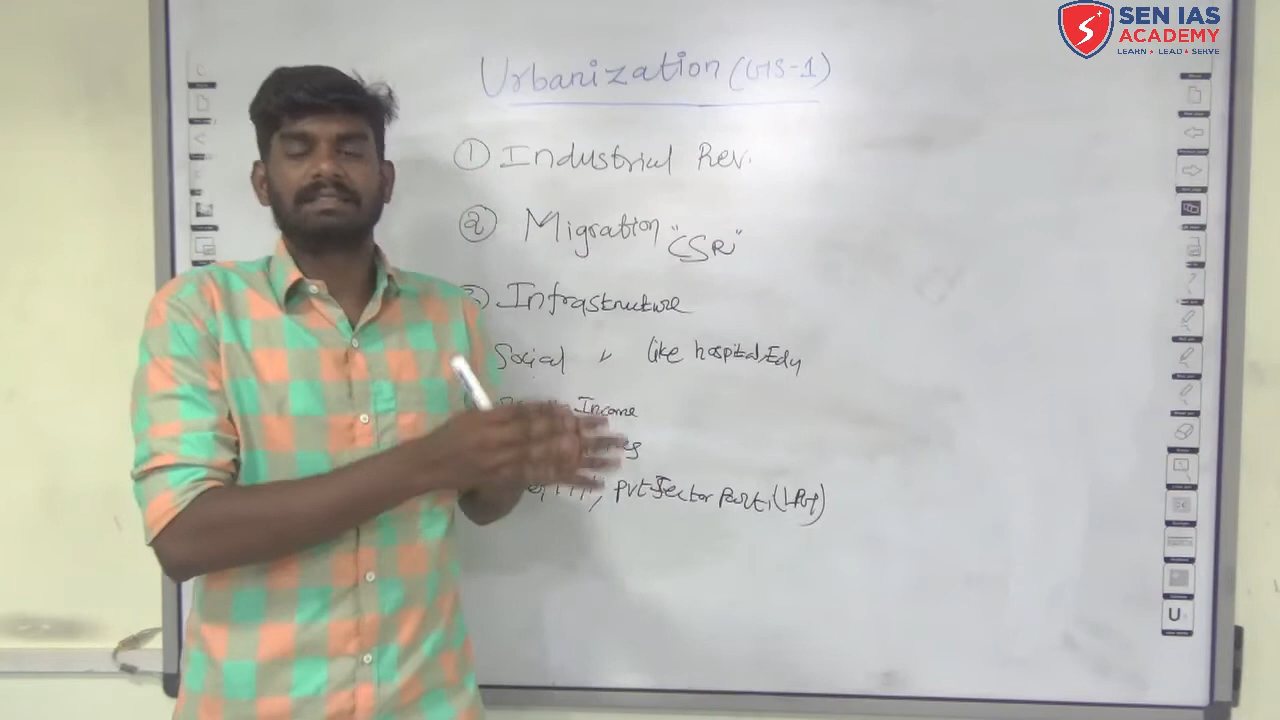 SEN IAS
ACADEMY
LEARN ★ LEAD ★ SERVE
Urbanization (GS-1)
① Industrial Rev.
② Migration "CSR"
Infrastructure
Social like hospital, Edu
Income
Pvt Sector Parti, (LPG)
U